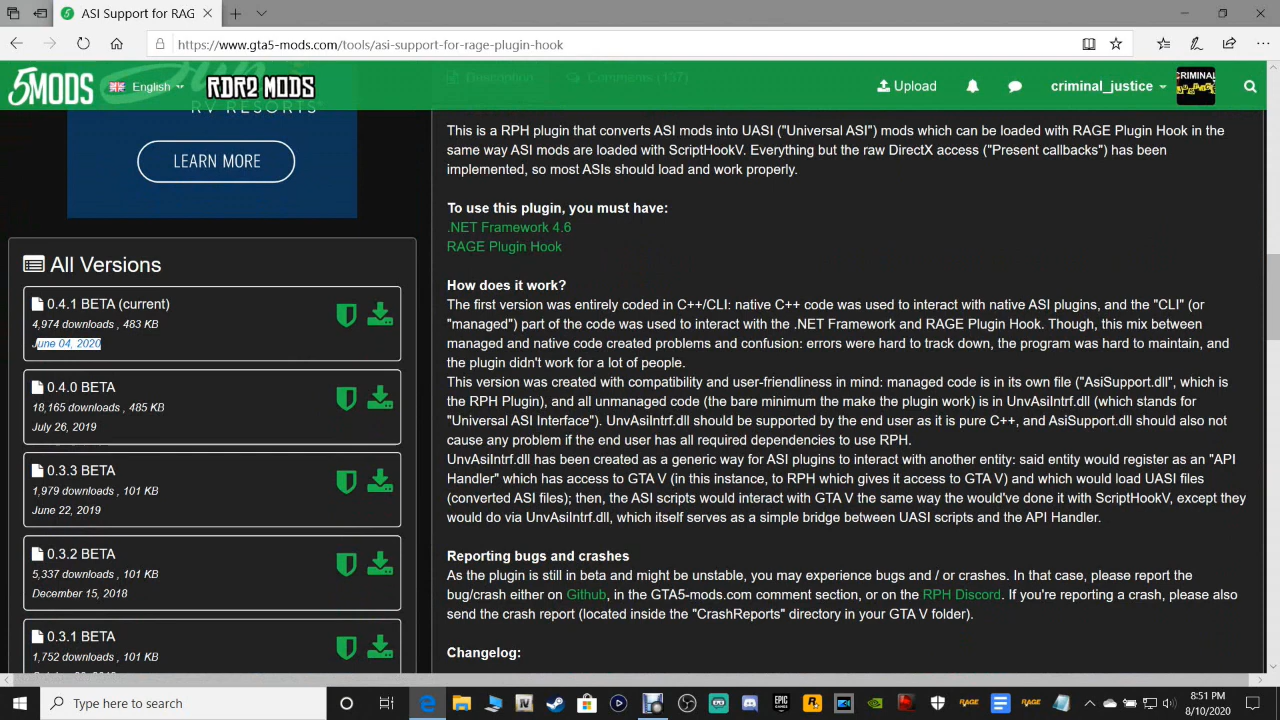 ASI Support for RAG
https://www.gta5-mods.com/tools/asi-support-for-rage-plugin-hook
5MODS
English
RDR2 MODS
Upload
criminal_justice
CRIMINAL
Description
Comments (137)
RV RESORTS
LEARN MORE
All Versions
0.4.1 BETA (current)
4,974 downloads , 483 KB
June 04, 2020
0.4.0 BETA
18,165 downloads , 485 KB
July 26, 2019
0.3.3 BETA
1,979 downloads , 101 KB
June 22, 2019
0.3.2 BETA
5,337 downloads , 101 KB
December 15, 2018
0.3.1 BETA
1,752 downloads , 101 KB
This is a RPH plugin that converts ASI mods into UASI ("Universal ASI") mods which can be loaded with RAGE Plugin Hook in the
same way ASI mods are loaded with ScriptHookV. Everything but the raw DirectX access ("Present callbacks") has been
implemented, so most ASIs should load and work properly.
To use this plugin, you must have:
.NET Framework 4.6
RAGE Plugin Hook
How does it work?
The first version was entirely coded in C++/CLI: native C++ code was used to interact with native ASI plugins, and the "CLI" (or
"managed") part of the code was used to interact with the .NET Framework and RAGE Plugin Hook. Though, this mix between
managed and native code created problems and confusion: errors were hard to track down, the program was hard to maintain, and
the plugin didn't work for a lot of people.
This version was created with compatibility and user-friendliness in mind: managed code is in its own file ("AsiSupport.dll", which is
the RPH Plugin), and all unmanaged code (the bare minimum the make the plugin work) is in UnvAsiIntrf.dll (which stands for
"Universal ASI Interface"). UnvAsiIntrf.dll should be supported by the end user as it is pure C++, and AsiSupport.dll should also not
cause any problem if the end user has all required dependencies to use RPH.
UnvAsiIntrf.dll has been created as a generic way for ASI plugins to interact with another entity: said entity would register as an "API
Handler" which has access to GTA V (in this instance, to RPH which gives it access to GTA V) and which would load UASI files
(converted ASI files); then, the ASI scripts would interact with GTA V the same way the would've done it with ScriptHookV, except they
would do via UnvAsiIntrf.dll, which itself serves as a simple bridge between UASI scripts and the API Handler.
Reporting bugs and crashes
As the plugin is still in beta and might be unstable, you may experience bugs and / or crashes. In that case, please report the
bug/crash either on Github, in the GTA5-mods.com comment section, or on the RPH Discord. If you're reporting a crash, please also
send the crash report (located inside the "CrashReports" directory in your GTA V folder).
Changelog:
Type here to search
IV
EPIC
GAMES
RAGE
RAGE
8:51 PM
8/10/2020